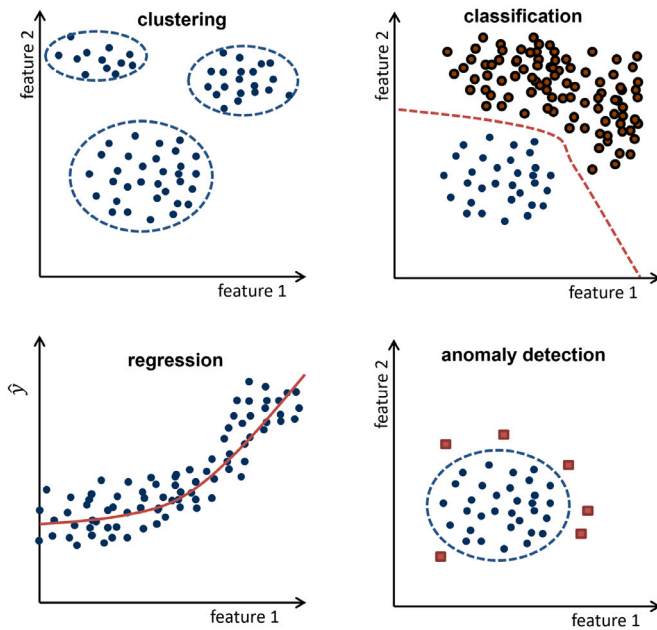 clustering
feature 2
feature 1
classification
feature 2
feature 1
regression
ŷ
feature 1
anomaly detection
feature 2
feature 1